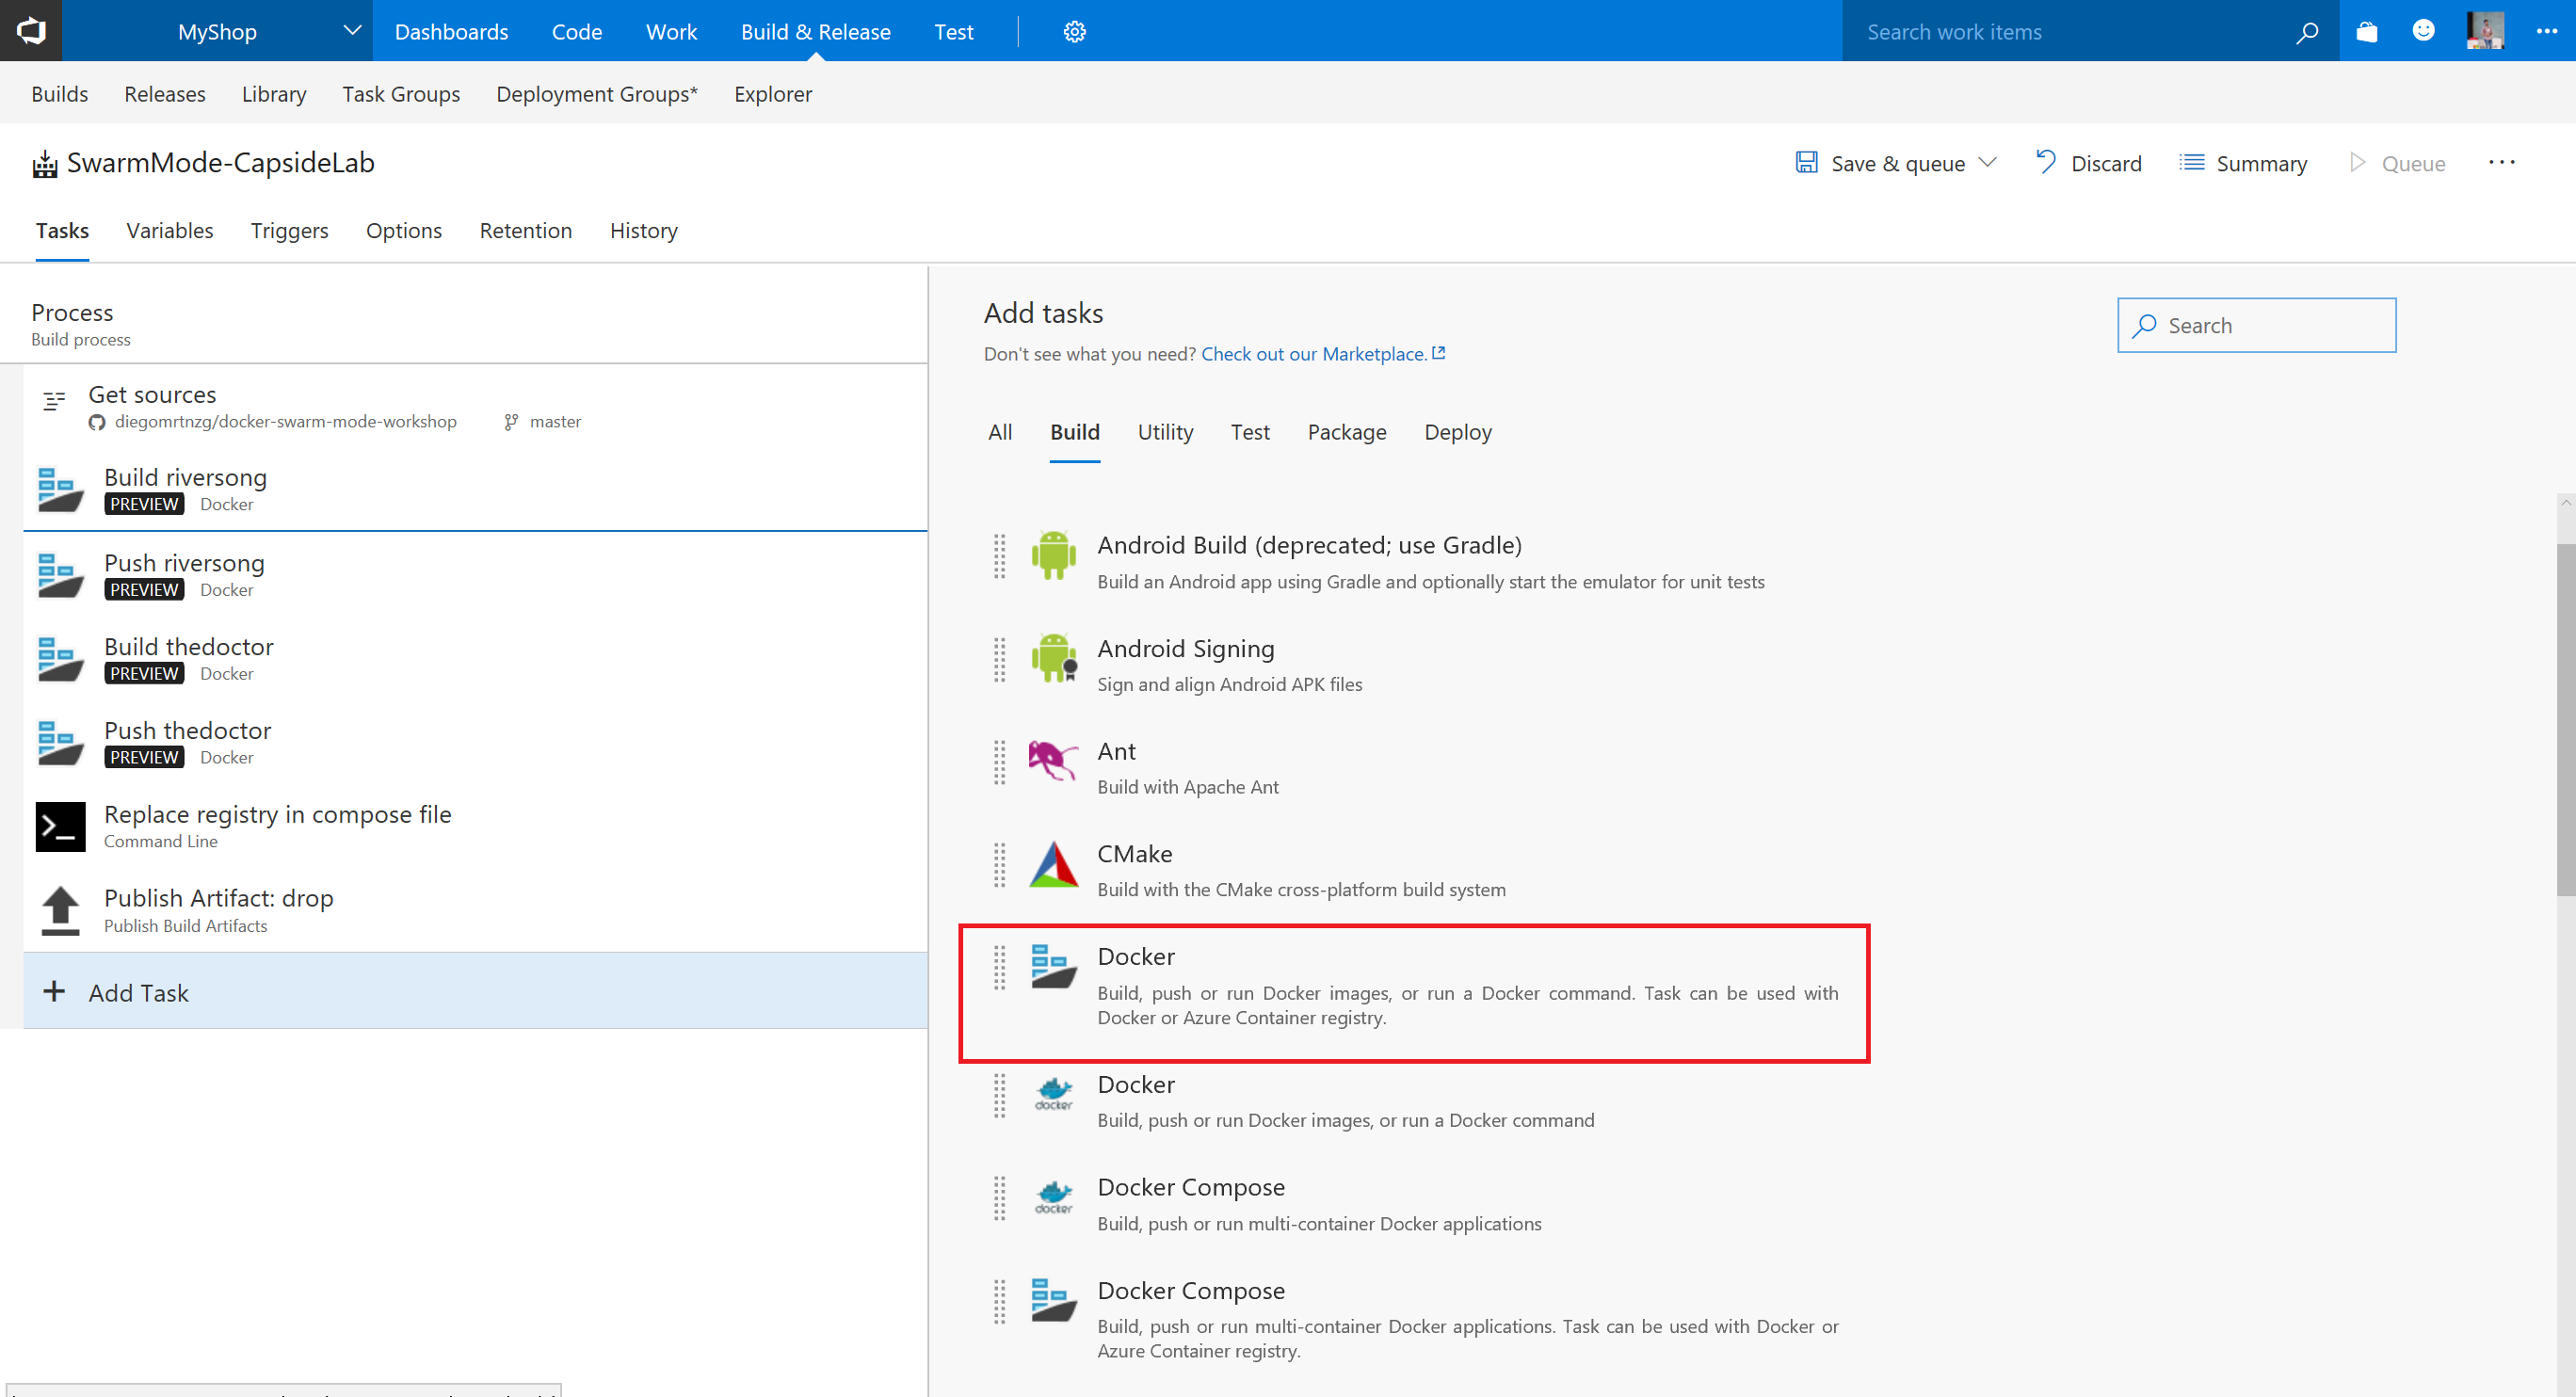 MyShop
Dashboards
Code
Work
Build & Release
Test
Search work items
Builds
Releases
Library
Task Groups
Deployment Groups*
Explorer
SwarmMode-CapsideLab
Save & queue
Discard
Summary
Queue
Tasks
Variables
Triggers
Options
Retention
History
Process
Build process
Get sources
diegomrtnzg/docker-swarm-mode-workshop
master
Build riversong
PREVIEW Docker
Push riversong
PREVIEW Docker
Build thedoctor
PREVIEW Docker
Push thedoctor
PREVIEW Docker
Replace registry in compose file
Command Line
Publish Artifact: drop
Publish Build Artifacts
+ Add Task
Add tasks
Don't see what you need? Check out our Marketplace.
Search
All
Build
Utility
Test
Package
Deploy
Android Build (deprecated; use Gradle)
Build an Android app using Gradle and optionally start the emulator for unit tests
Android Signing
Sign and align Android APK files
Ant
Build with Apache Ant
CMake
Build with the CMake cross-platform build system
Docker
Build, push or run Docker images, or run a Docker command. Task can be used with
Docker or Azure Container registry.
docker
Docker
Build, push or run Docker images, or run a Docker command
docker
Docker Compose
Build, push or run multi-container Docker applications
Docker Compose
Build, push or run multi-container Docker applications. Task can be used with Docker or
Azure Container registry.